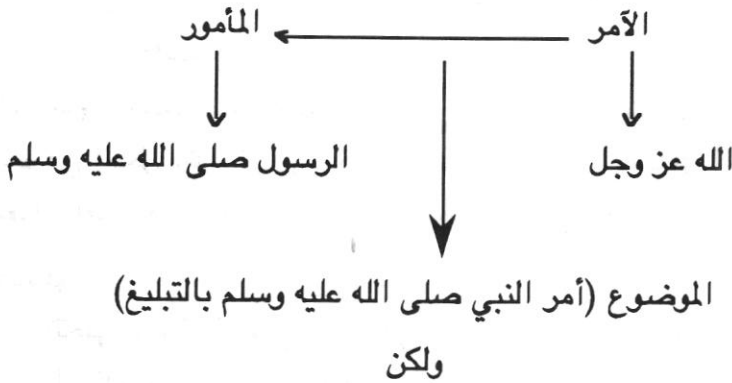 الآمر المأمور
الله عز وجل الرسول صلى الله عليه وسلم
الموضوع (أمر النبي صلى الله عليه وسلم بالتبليغ)
ولكن